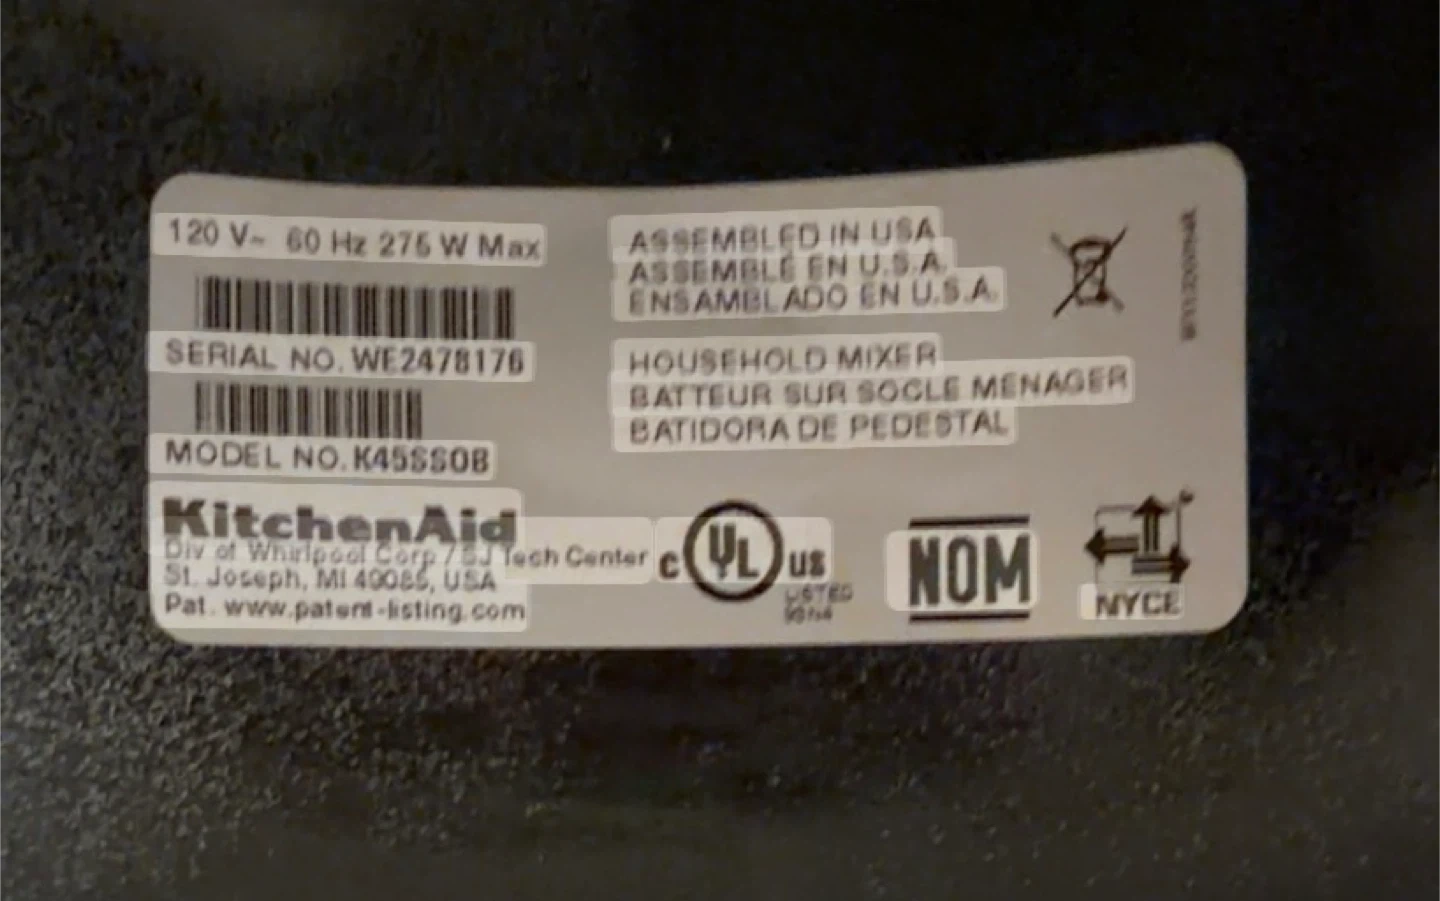 120 V~ 60 Hz 275 W Max
SERIAL NO. WE2478176
MODEL NO. K45SSOB
KitchenAid
Div of Whirlpool Corp / SJ Tech Center
St. Joseph, MI 49085, USA
Pat. www.patent-listing.com
ASSEMBLED IN USA
ASSEMBLÉ EN U.S.A.
ENSAMBLADO EN U.S.A.
HOUSEHOLD MIXER
BATTEUR SUR SOCLE MENAGER
BATIDORA DE PEDESTAL
c UL us
LISTED
NOM
NYCE